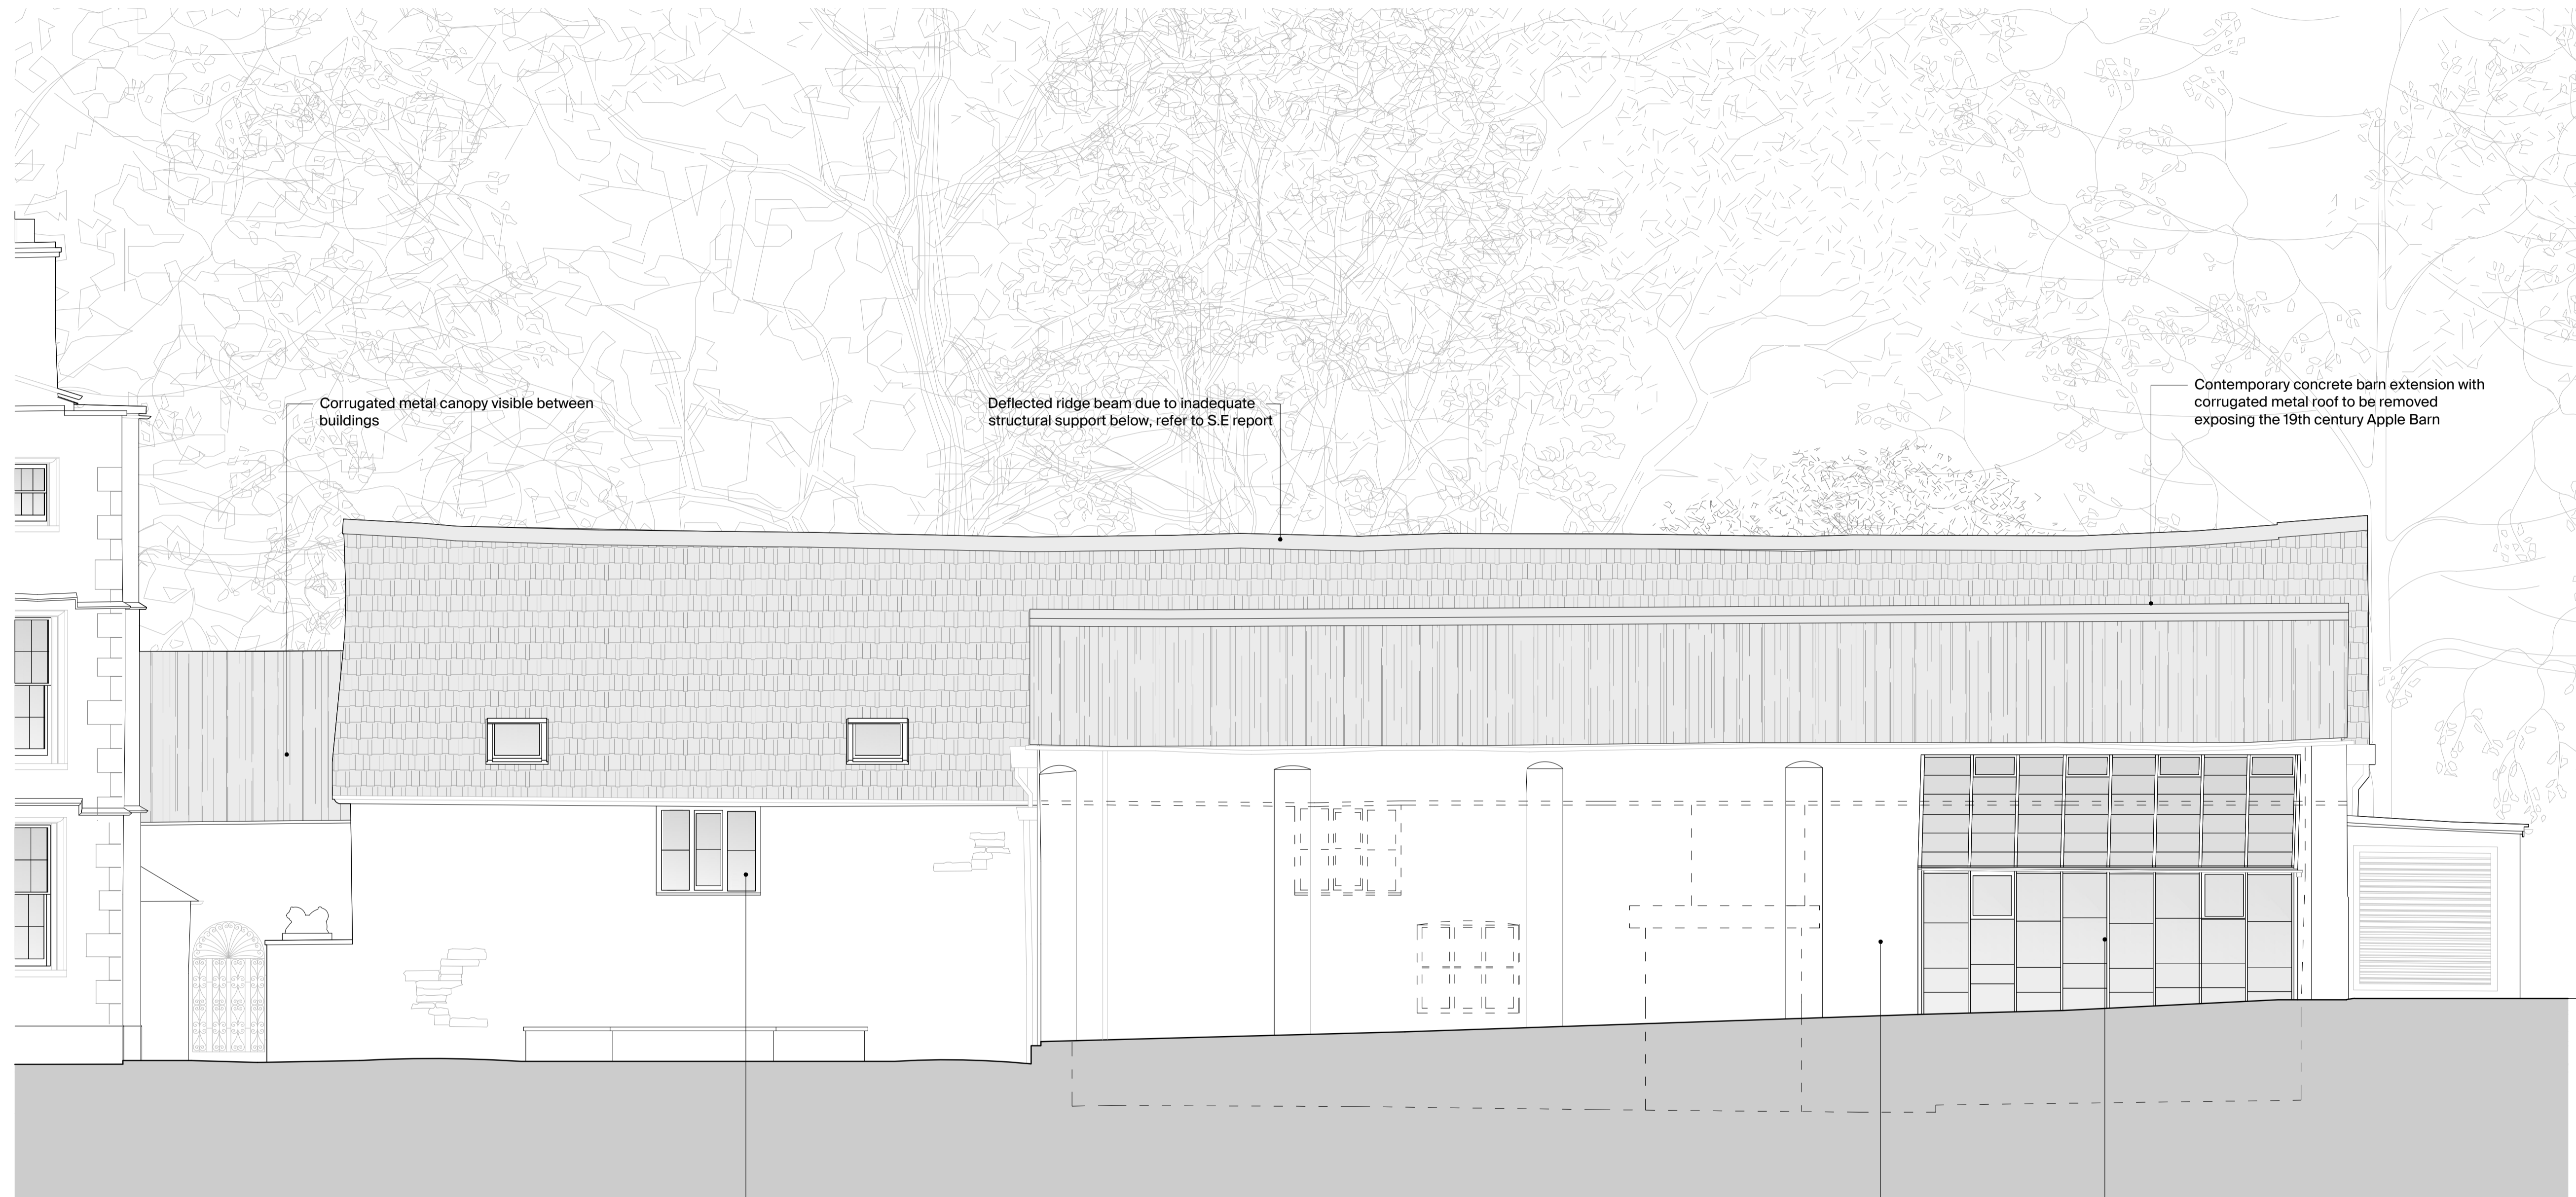 Corrugated metal canopy visible between
buildings
Deflected ridge beam due to inadequate
structural support below, refer to S.E report
Contemporary concrete barn extension with
corrugated metal roof to be removed
exposing the 19th century Apple Barn